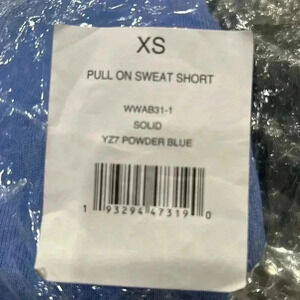 XS
PULL ON SWEAT SHORT
WWAB31-1
SOLID
YZ7 POWDER BLUE
1 93294 47319 0